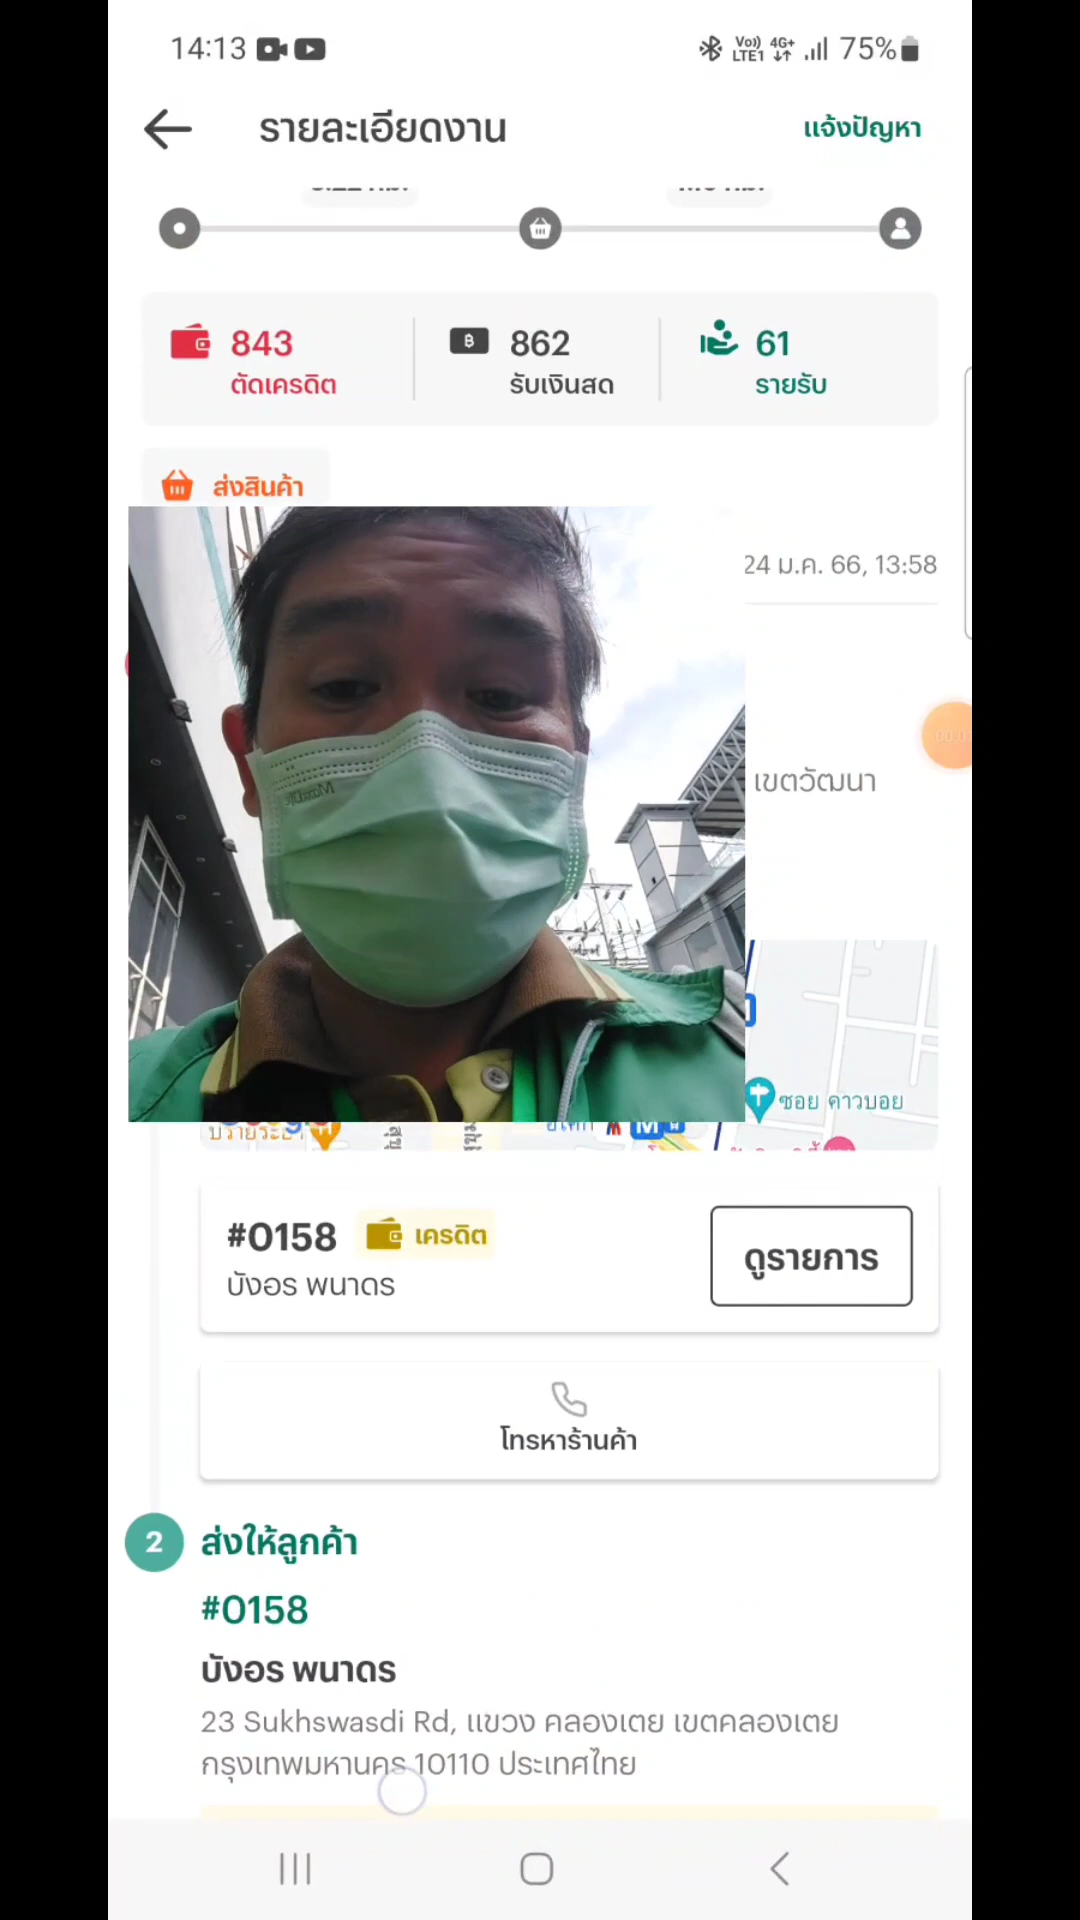 14:13
Vo)) LTE1 4G+ 75%
รายละเอียดงาน
แจ้งปัญหา
843
ตัดเครดิต
862
รับเงินสด
61
รายรับ
ส่งสินค้า
24 ม.ค. 66, 13:58
เขตวัฒนา
ซอย คาวบอย
#0158
เครดิต
บังอร พนาดร
ดูรายการ
โทรหาร้านค้า
2
ส่งให้ลูกค้า
#0158
บังอร พนาดร
23 Sukhswasdi Rd, แขวง คลองเตย เขตคลองเตย
กรุงเทพมหานคร 10110 ประเทศไทย